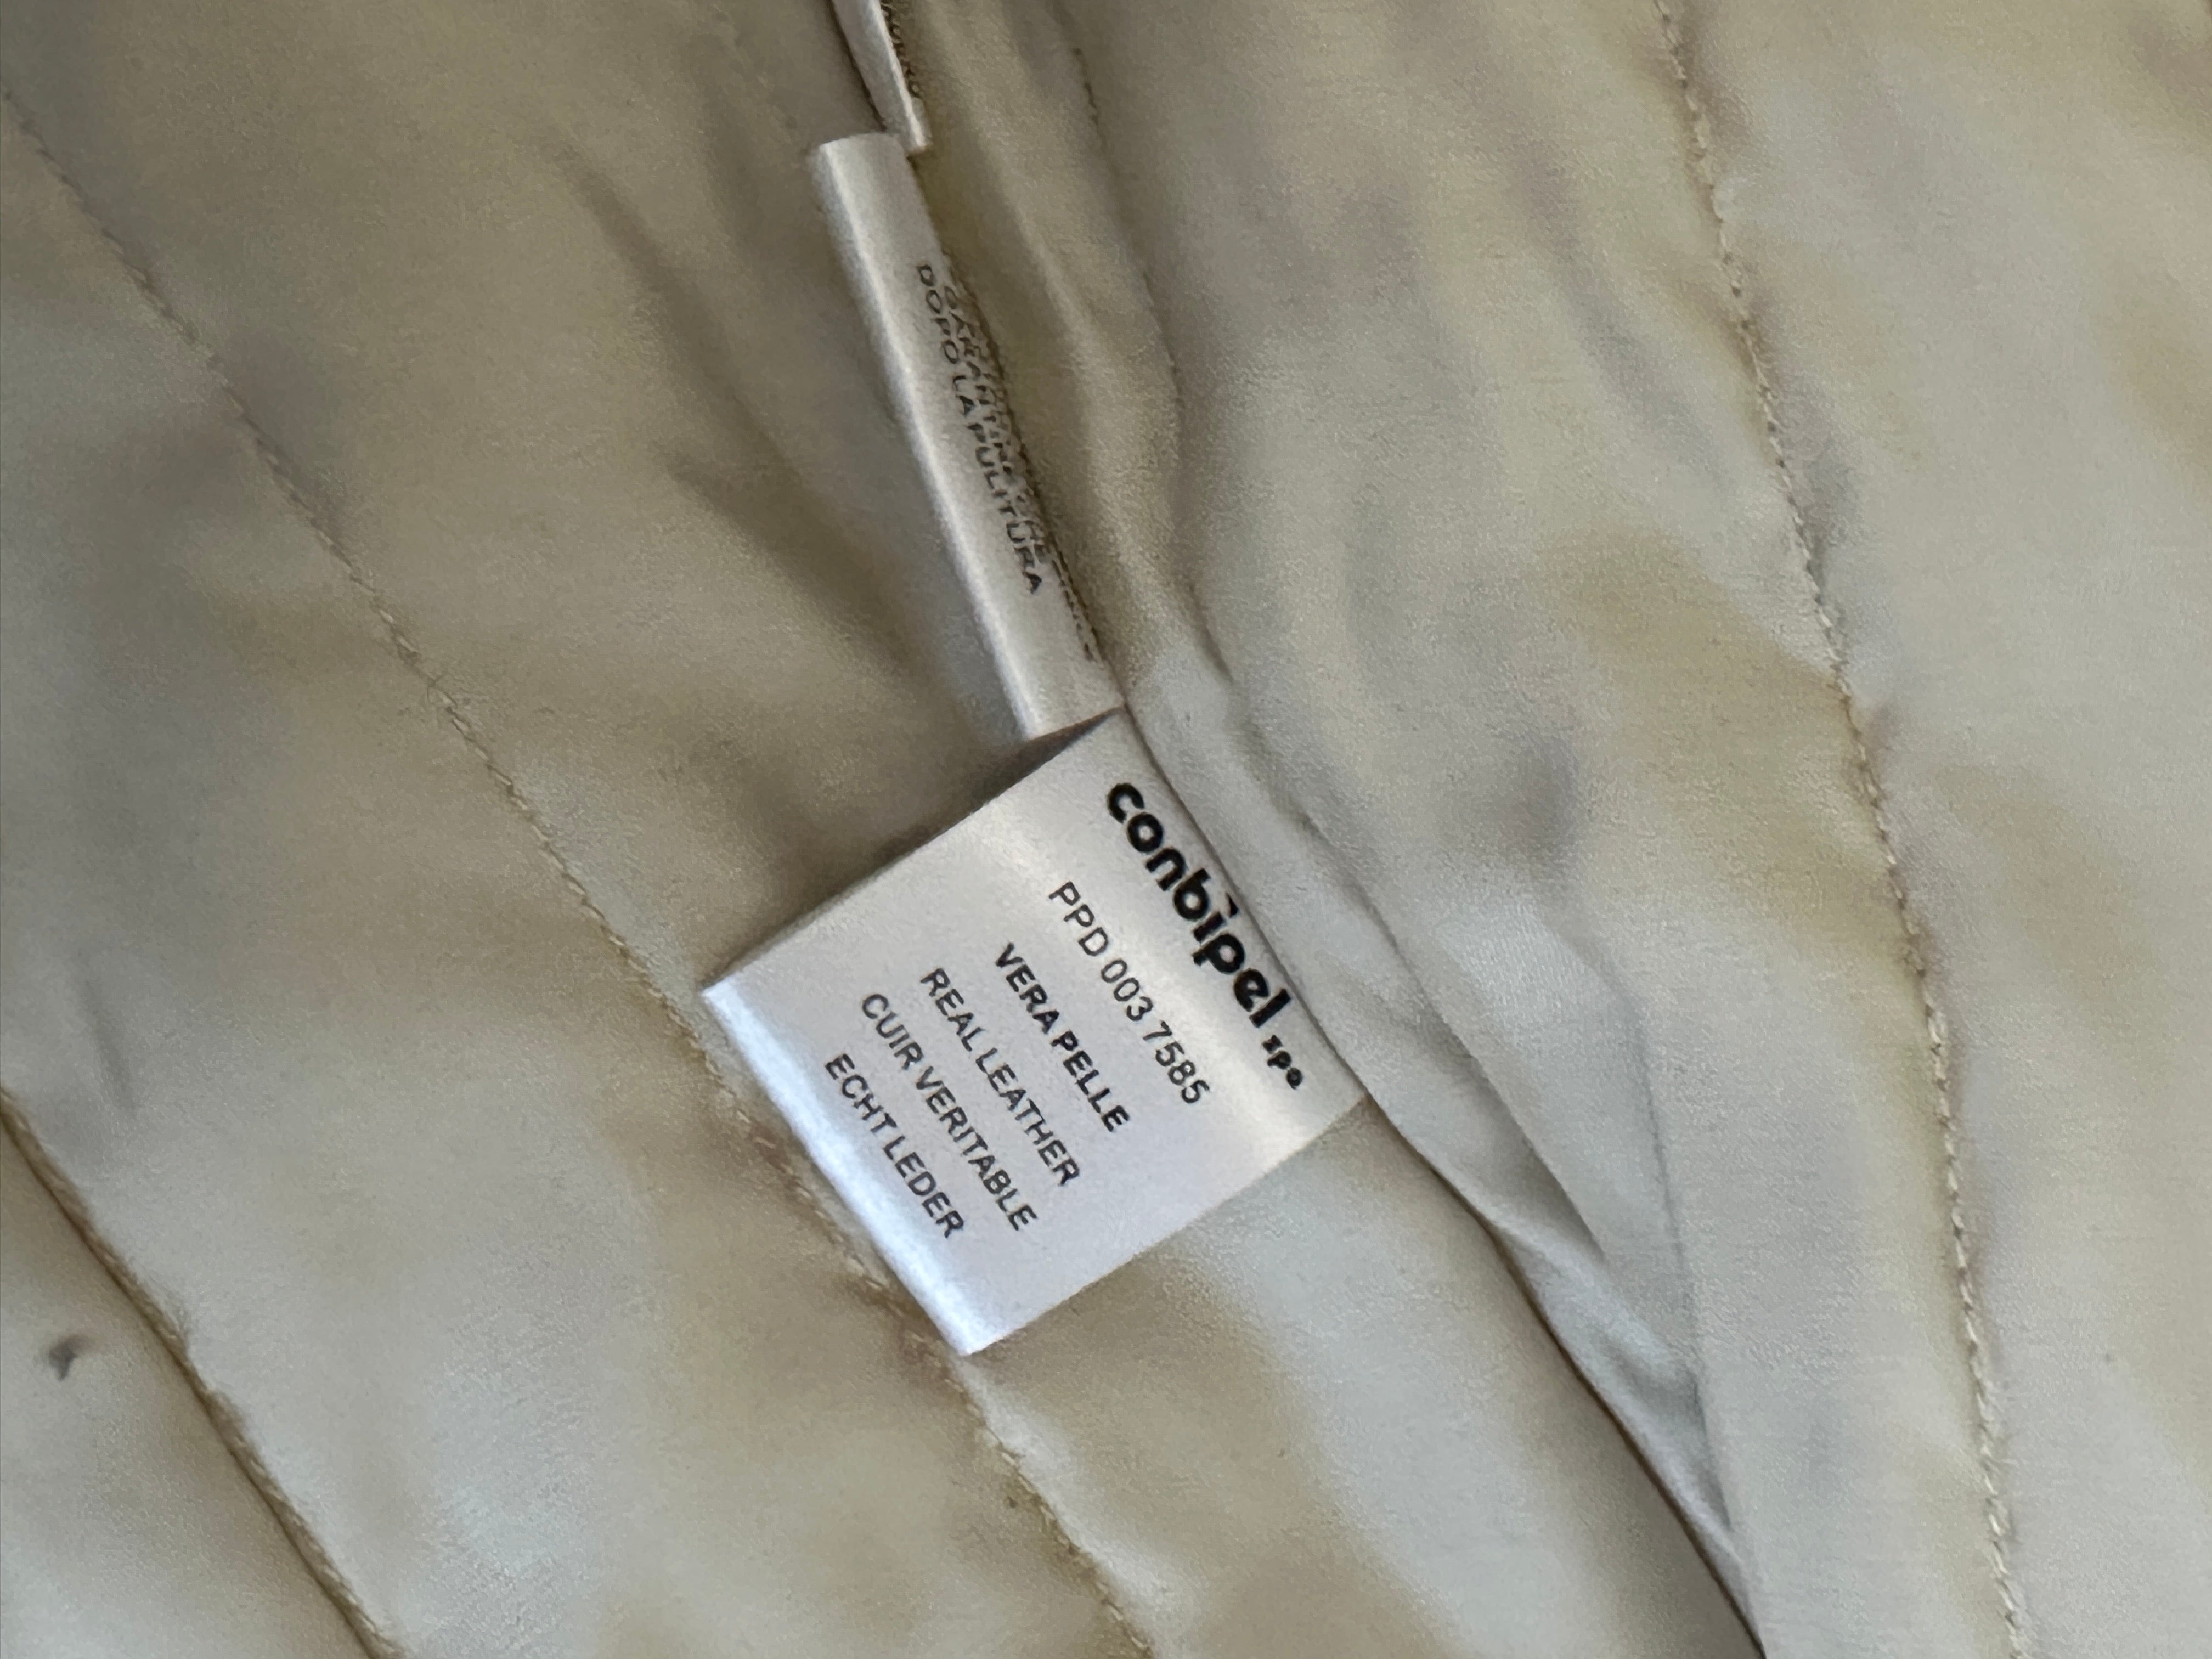 DOPO LA PULITURA
conbipel spa
PPD 003 7585
VERA PELLE
REAL LEATHER
CUIR VERITABLE
ECHT LEDER